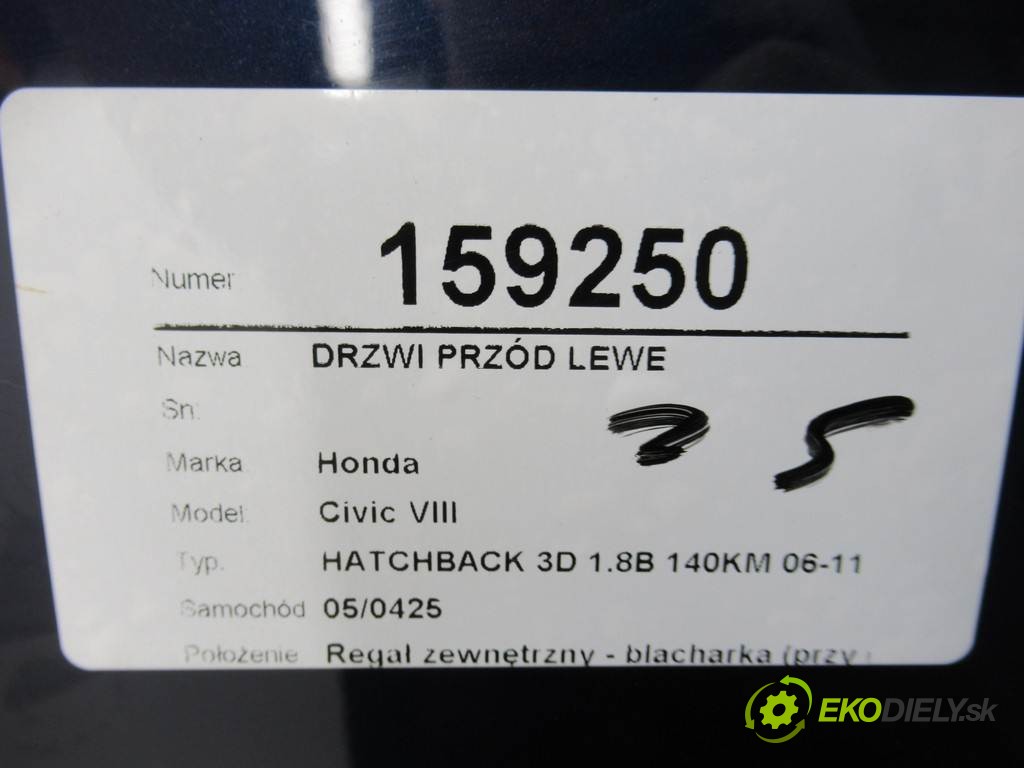 Numer 159250
Nazwa DRZWI PRZÓD LEWE
Sn:
Marka Honda
Model: Civic VIII
Typ. HATCHBACK 3D 1.8B 140KM 06-11
Samochód 05/0425
Położenie Regał zewnętrzny - blacharka (przy
EKODIELY.sk